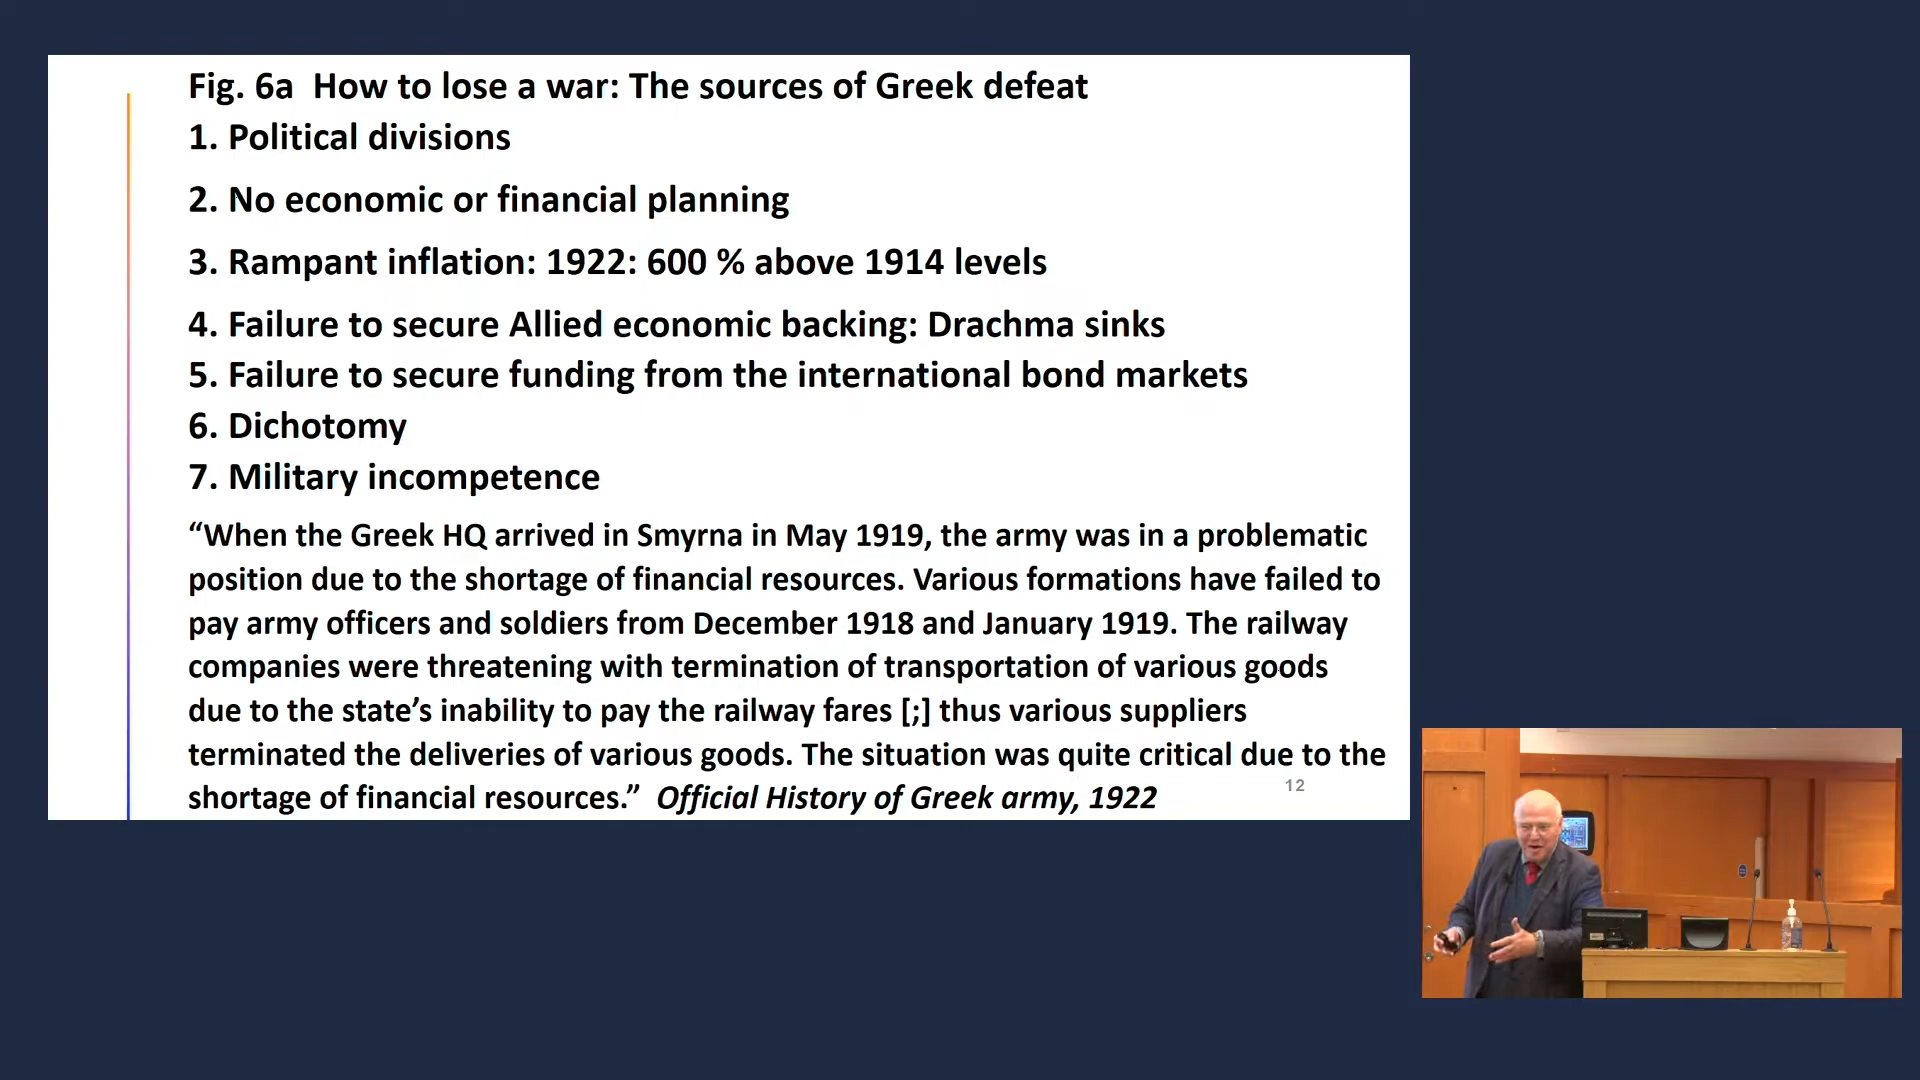 Fig. 6a  How to lose a war: The sources of Greek defeat
1. Political divisions
2. No economic or financial planning
3. Rampant inflation: 1922: 600 % above 1914 levels
4. Failure to secure Allied economic backing: Drachma sinks
5. Failure to secure funding from the international bond markets
6. Dichotomy
7. Military incompetence
“When the Greek HQ arrived in Smyrna in May 1919, the army was in a problematic
position due to the shortage of financial resources. Various formations have failed to
pay army officers and soldiers from December 1918 and January 1919. The railway
companies were threatening with termination of transportation of various goods
due to the state’s inability to pay the railway fares [;] thus various suppliers
terminated the deliveries of various goods. The situation was quite critical due to the
shortage of financial resources.”  Official History of Greek army, 1922
12